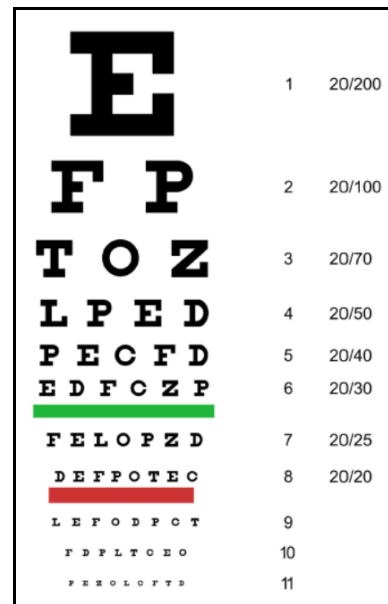 E 1 20/200
F P 2 20/100
T O Z 3 20/70
L P E D 4 20/50
P E C F D 5 20/40
E D F C Z P 6 20/30
F E L O P Z D 7 20/25
D E F P O T E C 8 20/20
L E F O D P C T 9
F D P L T C E O 10
P E Z O L C F T D 11